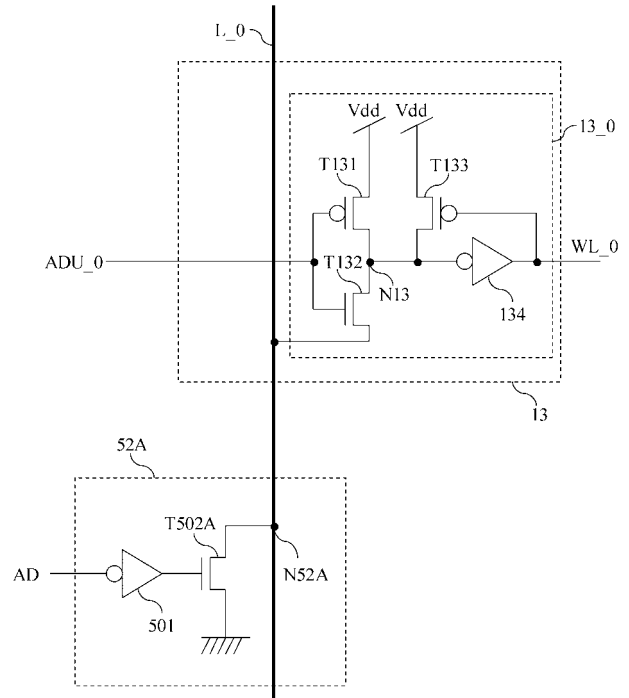 L_0
Vdd
Vdd
13_0
T131
T133
WL_0
ADU_0
T132
N13
134
13
52A
T502A
AD
N52A
501